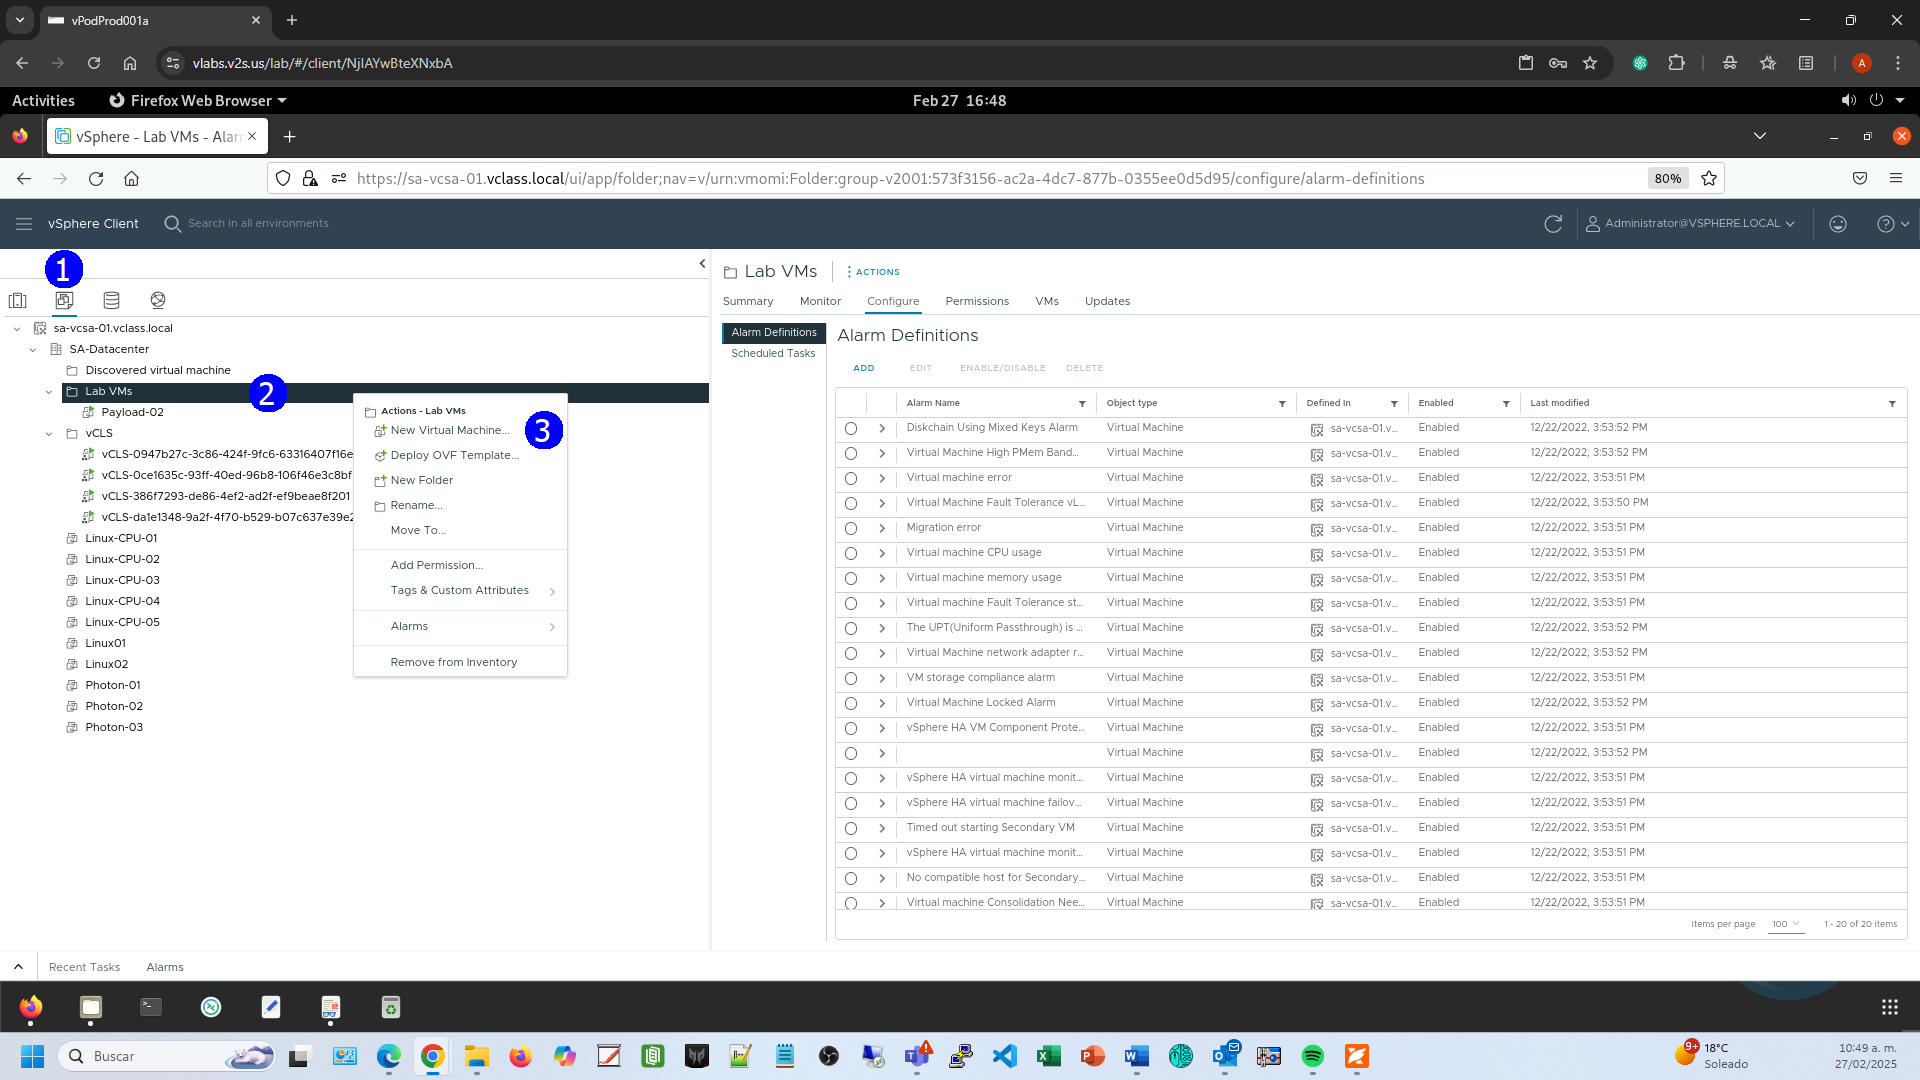 vPodProd001a
vlabs.v2s.us/lab/#/client/NjIAYwBteXNxbA
A
Activities
Firefox Web Browser
Feb 27 16:48
vSphere - Lab VMs - Alar
https://sa-vcsa-01.vclass.local/ui/app/folder;nav=v/urn:vmomi:Folder:group-v2001:573f3156-ac2a-4dc7-877b-0355ee0d5d95/configure/alarm-definitions
80%
vSphere Client
Search in all environments
Administrator@VSPHERE.LOCAL
1
sa-vcsa-01.vclass.local
SA-Datacenter
Discovered virtual machine
Lab VMs
2
Payload-02
vCLS
vCLS-0947b27c-3c86-424f-9fc6-63316407f16e
vCLS-0ce1635c-93ff-40ed-96b8-106f46e3c8bf
vCLS-386f7293-de86-4ef2-ad2f-ef9beae8f201
vCLS-da1e1348-9a2f-4f70-b529-b07c637e39e2
Linux-CPU-01
Linux-CPU-02
Linux-CPU-03
Linux-CPU-04
Linux-CPU-05
Linux01
Linux02
Photon-01
Photon-02
Photon-03
Actions - Lab VMs
New Virtual Machine...
3
Deploy OVF Template...
New Folder
Rename...
Move To...
Add Permission...
Tags & Custom Attributes
Alarms
Remove from Inventory
Lab VMs
ACTIONS
Summary Monitor Configure Permissions VMs Updates
Alarm Definitions
Scheduled Tasks
Alarm Definitions
ADD EDIT ENABLE/DISABLE DELETE
Alarm Name Object type Defined In Enabled Last modified
Diskchain Using Mixed Keys Alarm Virtual Machine sa-vcsa-01.v... Enabled 12/22/2022, 3:53:52 PM
Virtual Machine High PMem Band... Virtual Machine sa-vcsa-01.v... Enabled 12/22/2022, 3:53:52 PM
Virtual machine error Virtual Machine sa-vcsa-01.v... Enabled 12/22/2022, 3:53:51 PM
Virtual Machine Fault Tolerance vL... Virtual Machine sa-vcsa-01.v... Enabled 12/22/2022, 3:53:50 PM
Migration error Virtual Machine sa-vcsa-01.v... Enabled 12/22/2022, 3:53:51 PM
Virtual machine CPU usage Virtual Machine sa-vcsa-01.v... Enabled 12/22/2022, 3:53:51 PM
Virtual machine memory usage Virtual Machine sa-vcsa-01.v... Enabled 12/22/2022, 3:53:51 PM
Virtual machine Fault Tolerance st... Virtual Machine sa-vcsa-01.v... Enabled 12/22/2022, 3:53:51 PM
The UPT(Uniform Passthrough) is ... Virtual Machine sa-vcsa-01.v... Enabled 12/22/2022, 3:53:51 PM
Virtual Machine network adapter r... Virtual Machine sa-vcsa-01.v... Enabled 12/22/2022, 3:53:52 PM
VM storage compliance alarm Virtual Machine sa-vcsa-01.v... Enabled 12/22/2022, 3:53:51 PM
Virtual Machine Locked Alarm Virtual Machine sa-vcsa-01.v... Enabled 12/22/2022, 3:53:52 PM
vSphere HA VM Component Prote... Virtual Machine sa-vcsa-01.v... Enabled 12/22/2022, 3:53:51 PM
Virtual Machine sa-vcsa-01.v... Enabled 12/22/2022, 3:53:52 PM
vSphere HA virtual machine monit... Virtual Machine sa-vcsa-01.v... Enabled 12/22/2022, 3:53:51 PM
vSphere HA virtual machine failov... Virtual Machine sa-vcsa-01.v... Enabled 12/22/2022, 3:53:51 PM
Timed out starting Secondary VM Virtual Machine sa-vcsa-01.v... Enabled 12/22/2022, 3:53:51 PM
vSphere HA virtual machine monit... Virtual Machine sa-vcsa-01.v... Enabled 12/22/2022, 3:53:51 PM
No compatible host for Secondary... Virtual Machine sa-vcsa-01.v... Enabled 12/22/2022, 3:53:51 PM
Virtual machine Consolidation Nee... Virtual Machine sa-vcsa-01.v... Enabled 12/22/2022, 3:53:51 PM
Items per page 100 1 - 20 of 20 items
Recent Tasks Alarms
Buscar
9+
18°C
Soleado
10:49 a. m.
27/02/2025